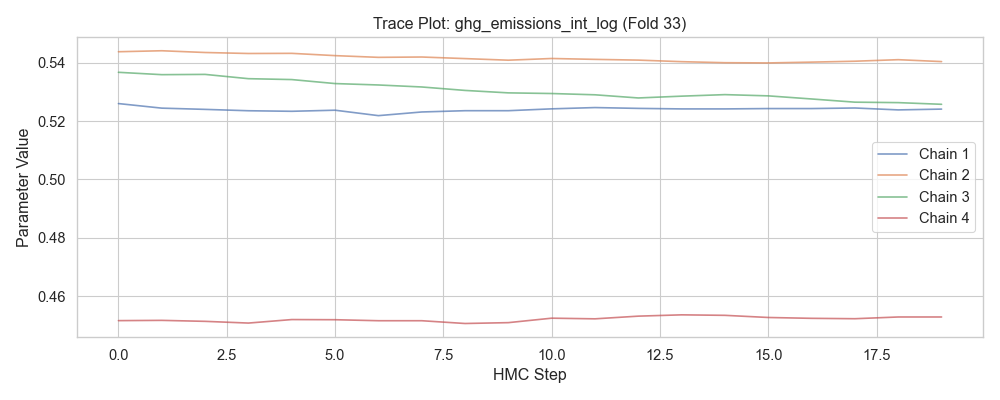 Trace Plot: ghg_emissions_int_log (Fold 33)
Parameter Value
0.54
0.52
0.50
0.48
0.46
Chain 1
Chain 2
Chain 3
Chain 4
0.0 2.5 5.0 7.5 10.0 12.5 15.0 17.5
HMC Step